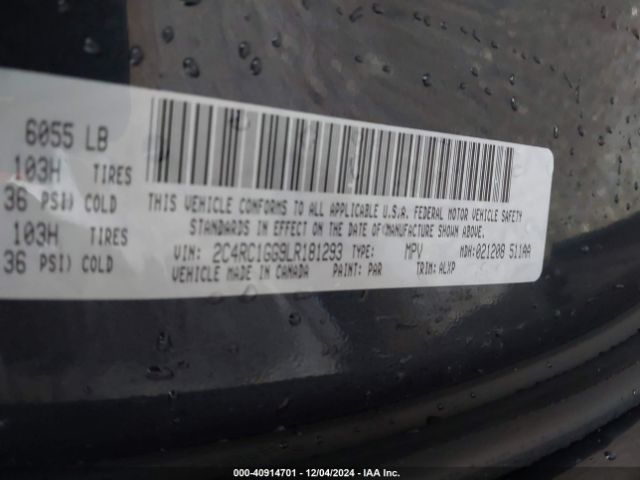 6055 LB
103H TIRES
36 PSI) COLD
103H TIRES
36 PSI) COLD
THIS VEHICLE CONFORMS TO ALL APPLICABLE U.S.A. FEDERAL MOTOR VEHICLE SAFETY
STANDARDS IN EFFECT ON THE DATE OF MANUFACTURE SHOWN ABOVE.
VIN: 2C4RC1GG9LR181293 TYPE: MPV MDH:021208 511AA
VEHICLE MADE IN CANADA PAINT: PAR TRIM: ALXP
000-40914701 - 12/04/2024 - IAA Inc.